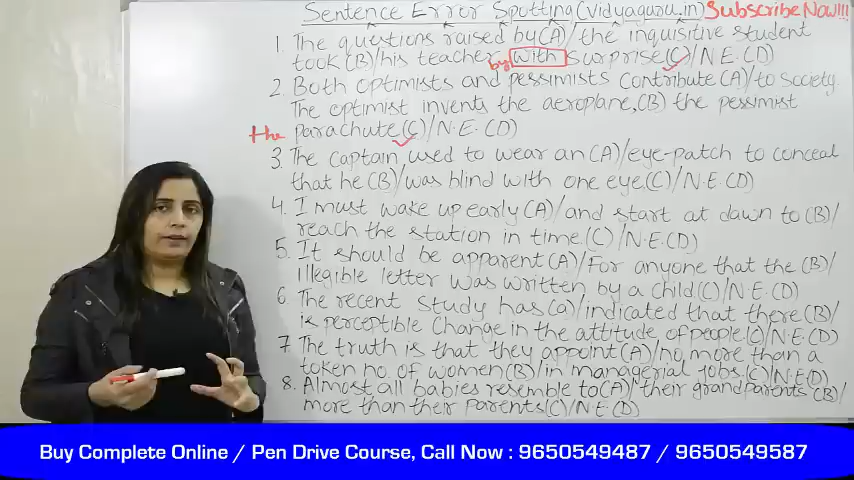 Sentence Error Spotting (vidyaguru.in) Subscribe Now!!!
1. The questions raised by (A)/the inquisitive student
took (B)/his teacher by with surprise (C)/N.E.(D)
2. Both optimists and pessimists contribute (A)/to society.
The optimist invents the aeroplane, (B) the pessimist
the parachute (C)/N.E.(D)
3. The captain used to wear an (A)/eye-patch to conceal
that he (B)/was blind with one eye (C)/N.E.(D)
4. I must wake up early (A)/and start at dawn to (B)/
reach the station in time. (C)/N.E.(D)
5. It should be apparent (A)/For anyone that the (B)/
illegible letter was written by a child (C)/N.E.(D)
6. The recent study has (a)/indicated that there (B)/
is perceptible change in the attitude of people (C)/N.E.(D)
7. The truth is that they appoint (A)/no more than a
token no. of women (B)/in managerial jobs. (C)/N.E.(D)
8. Almost all babies resemble to (A)/their grandparents (B)/
more than their parents (C)/N.E.(D)
Buy Complete Online / Pen Drive Course, Call Now : 9650549487 / 9650549587